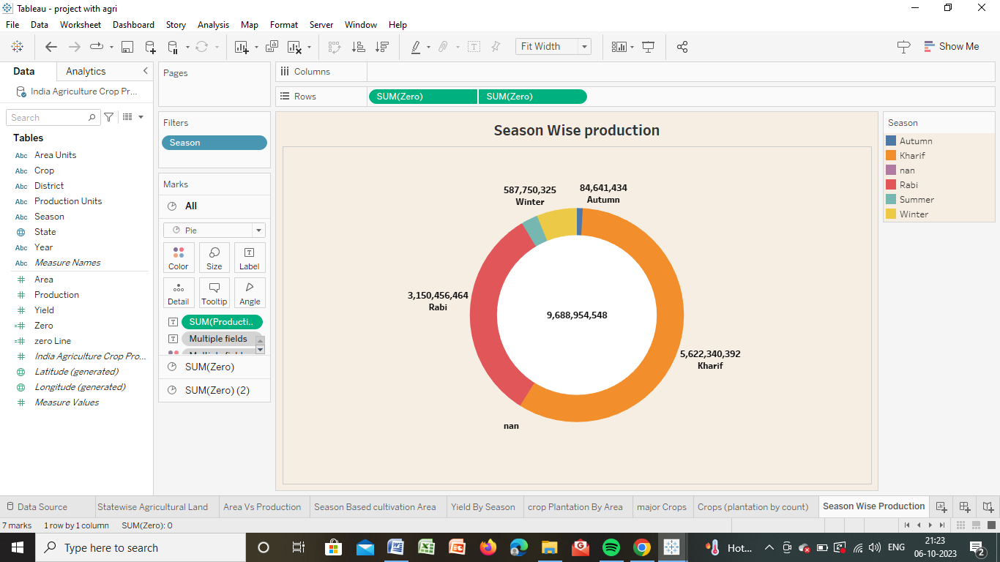 Tableau - project with agri
File Data Worksheet Dashboard Story Analysis Map Format Server Window Help
Fit Width
Show Me
Data Analytics
India Agriculture Crop Pr...
Search
Tables
Abc Area Units
Abc Crop
Abc District
Abc Production Units
Abc Season
State
Abc Year
Abc Measure Names
Area
Production
Yield
Zero
zero Line
India Agriculture Crop Pro...
Latitude (generated)
Longitude (generated)
Measure Values
Pages
Filters
Season
Marks
All
Pie
Color Size Label
Detail Tooltip Angle
SUM(Producti..
Multiple fields
SUM(Zero)
SUM(Zero) (2)
Columns
Rows SUM(Zero) SUM(Zero)
Season Wise production
587,750,325
Winter
84,641,434
Autumn
3,150,456,464
Rabi
9,688,954,548
5,622,340,392
Kharif
nan
Season
Autumn
Kharif
nan
Rabi
Summer
Winter
Data Source Statewise Agricultural Land Area Vs Production Season Based cultivation Area Yield By Season crop Plantation By Area major Crops Crops (plantation by count) Season Wise Production
7 marks 1 row by 1 column SUM(Zero): 0
Type here to search
Hot...
ENG
21:23
06-10-2023
2